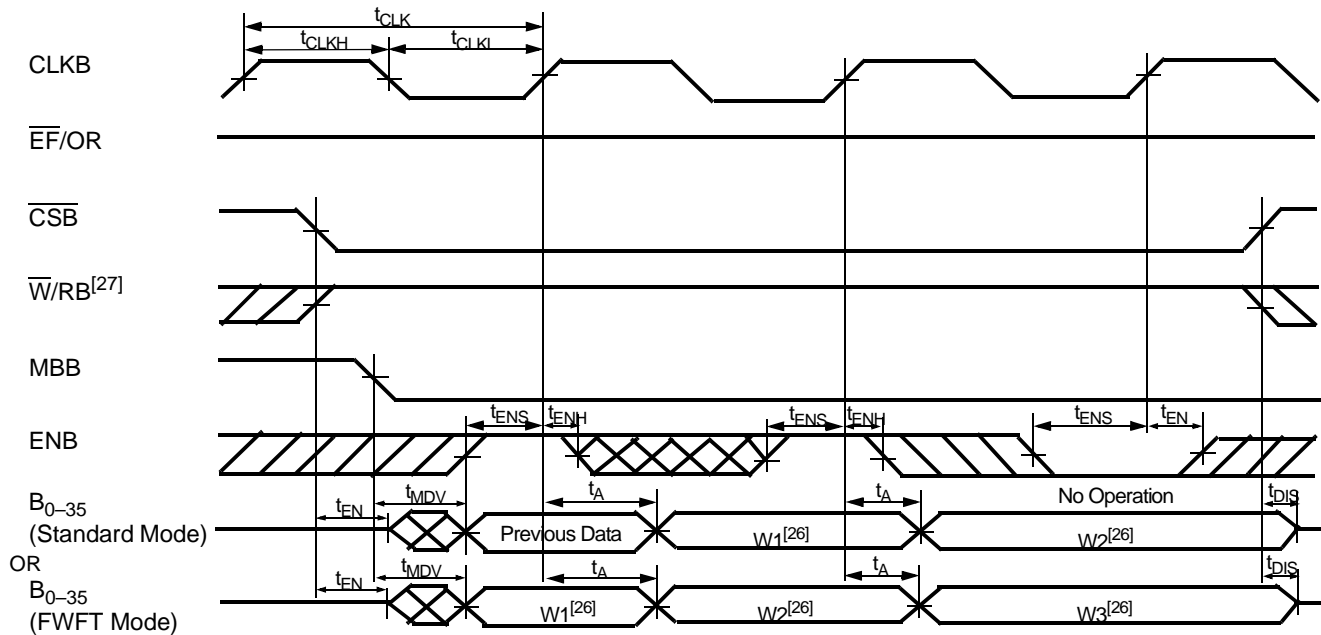 tCLK
tCLKH tCLKL
CLKB
EF/OR
CSB
W/RB[27]
MBB
tENS tENH tENS tENH tENS tEN
ENB
No Operation
tMDV tA tA tDIS
B0–35 tEN
(Standard Mode) Previous Data W1[26] W2[26]
OR
tMDV tA tA tDIS
B0–35 tEN
(FWFT Mode) W1[26] W2[26] W3[26]